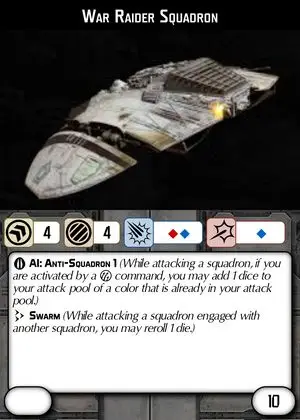 War Raider Squadron
4 4
AI: Anti-Squadron 1 (While attacking a squadron, if you
are activated by a command, you may add 1 dice to
your attack pool of a color that is already in your attack
pool.)
Swarm (While attacking a squadron engaged with
another squadron, you may reroll 1 die.)
10